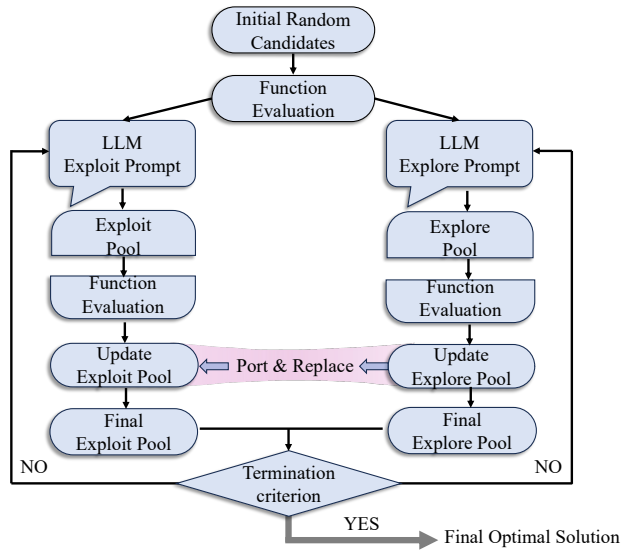 Initial Random
Candidates
Function
Evaluation
LLM
Exploit Prompt
LLM
Explore Prompt
Exploit
Pool
Explore
Pool
Function
Evaluation
Function
Evaluation
Update
Exploit Pool
Port & Replace
Update
Explore Pool
Final
Exploit Pool
Final
Explore Pool
NO
Termination
criterion
NO
YES
Final Optimal Solution